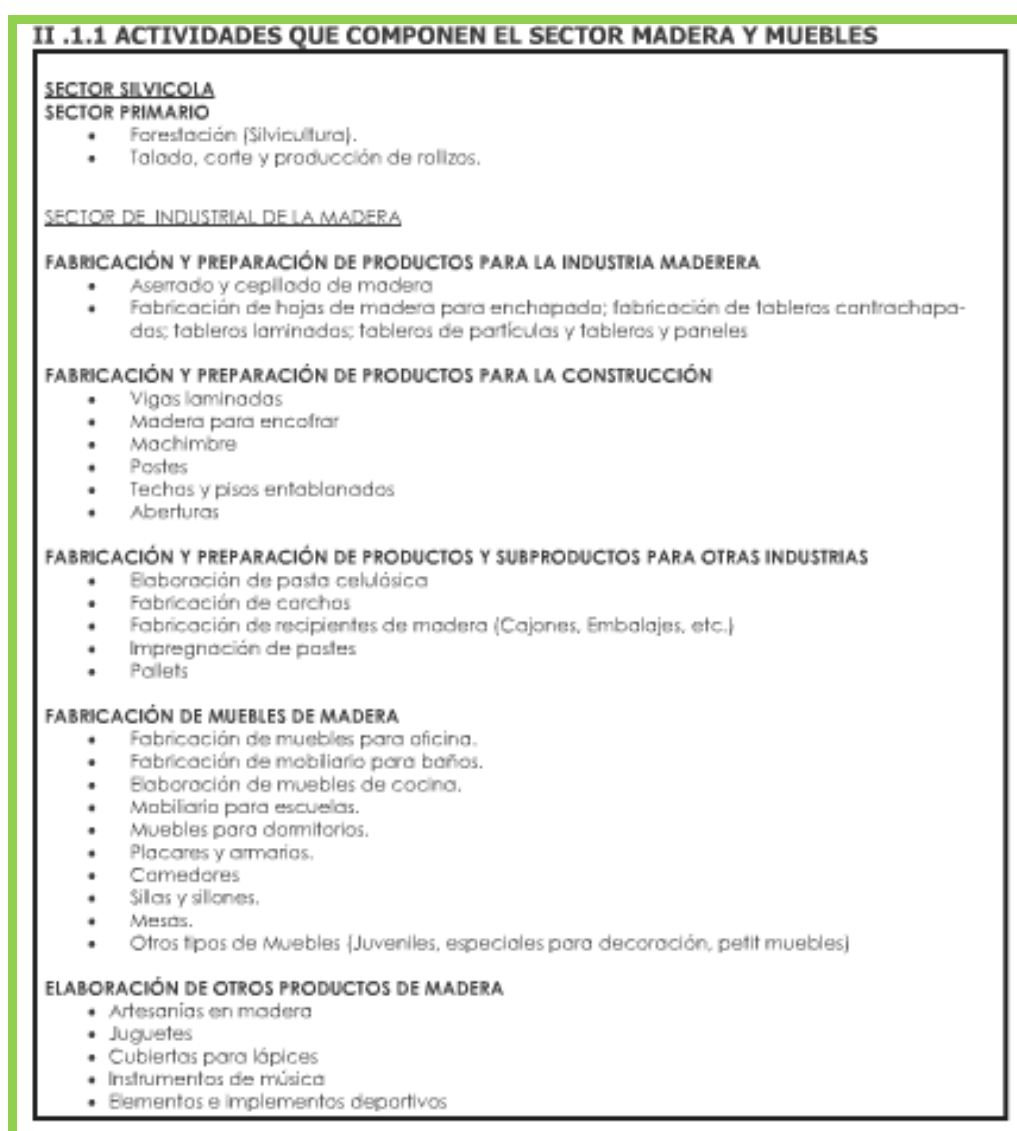 II .1.1 ACTIVIDADES QUE COMPONEN EL SECTOR MADERA Y MUEBLES
SECTOR SILVICOLA
SECTOR PRIMARIO
• Forestación (Silvicultura).
• Talado, corte y producción de rollizos.
SECTOR DE INDUSTRIAL DE LA MADERA
FABRICACIÓN Y PREPARACIÓN DE PRODUCTOS PARA LA INDUSTRIA MADERERA
• Aserrado y cepillado de madera
• Fabricación de hojas de madera para enchapado; fabricación de tableros contrachapa-
dos; tableros laminados; tableros de partículas y tableros y paneles
FABRICACIÓN Y PREPARACIÓN DE PRODUCTOS PARA LA CONSTRUCCIÓN
• Vigas laminadas
• Madera para encofrar
• Machimbre
• Postes
• Techos y pisos entablonados
• Aberturas
FABRICACIÓN Y PREPARACIÓN DE PRODUCTOS Y SUBPRODUCTOS PARA OTRAS INDUSTRIAS
• Elaboración de pasta celulósica
• Fabricación de corchos
• Fabricación de recipientes de madera (Cajones, Embalajes, etc.)
• Impregnación de postes
• Pallets
FABRICACIÓN DE MUEBLES DE MADERA
• Fabricación de muebles para oficina.
• Fabricación de mobiliario para baños.
• Elaboración de muebles de cocina.
• Mobiliario para escuelas.
• Muebles para dormitorios.
• Placares y armarios.
• Comedores
• Sillas y sillones.
• Mesas.
• Otros tipos de Muebles (Juveniles, especiales para decoración, petit muebles)
ELABORACIÓN DE OTROS PRODUCTOS DE MADERA
• Artesanías en madera
• Juguetes
• Cubiertas para lápices
• Instrumentos de música
• Elementos e implementos deportivos